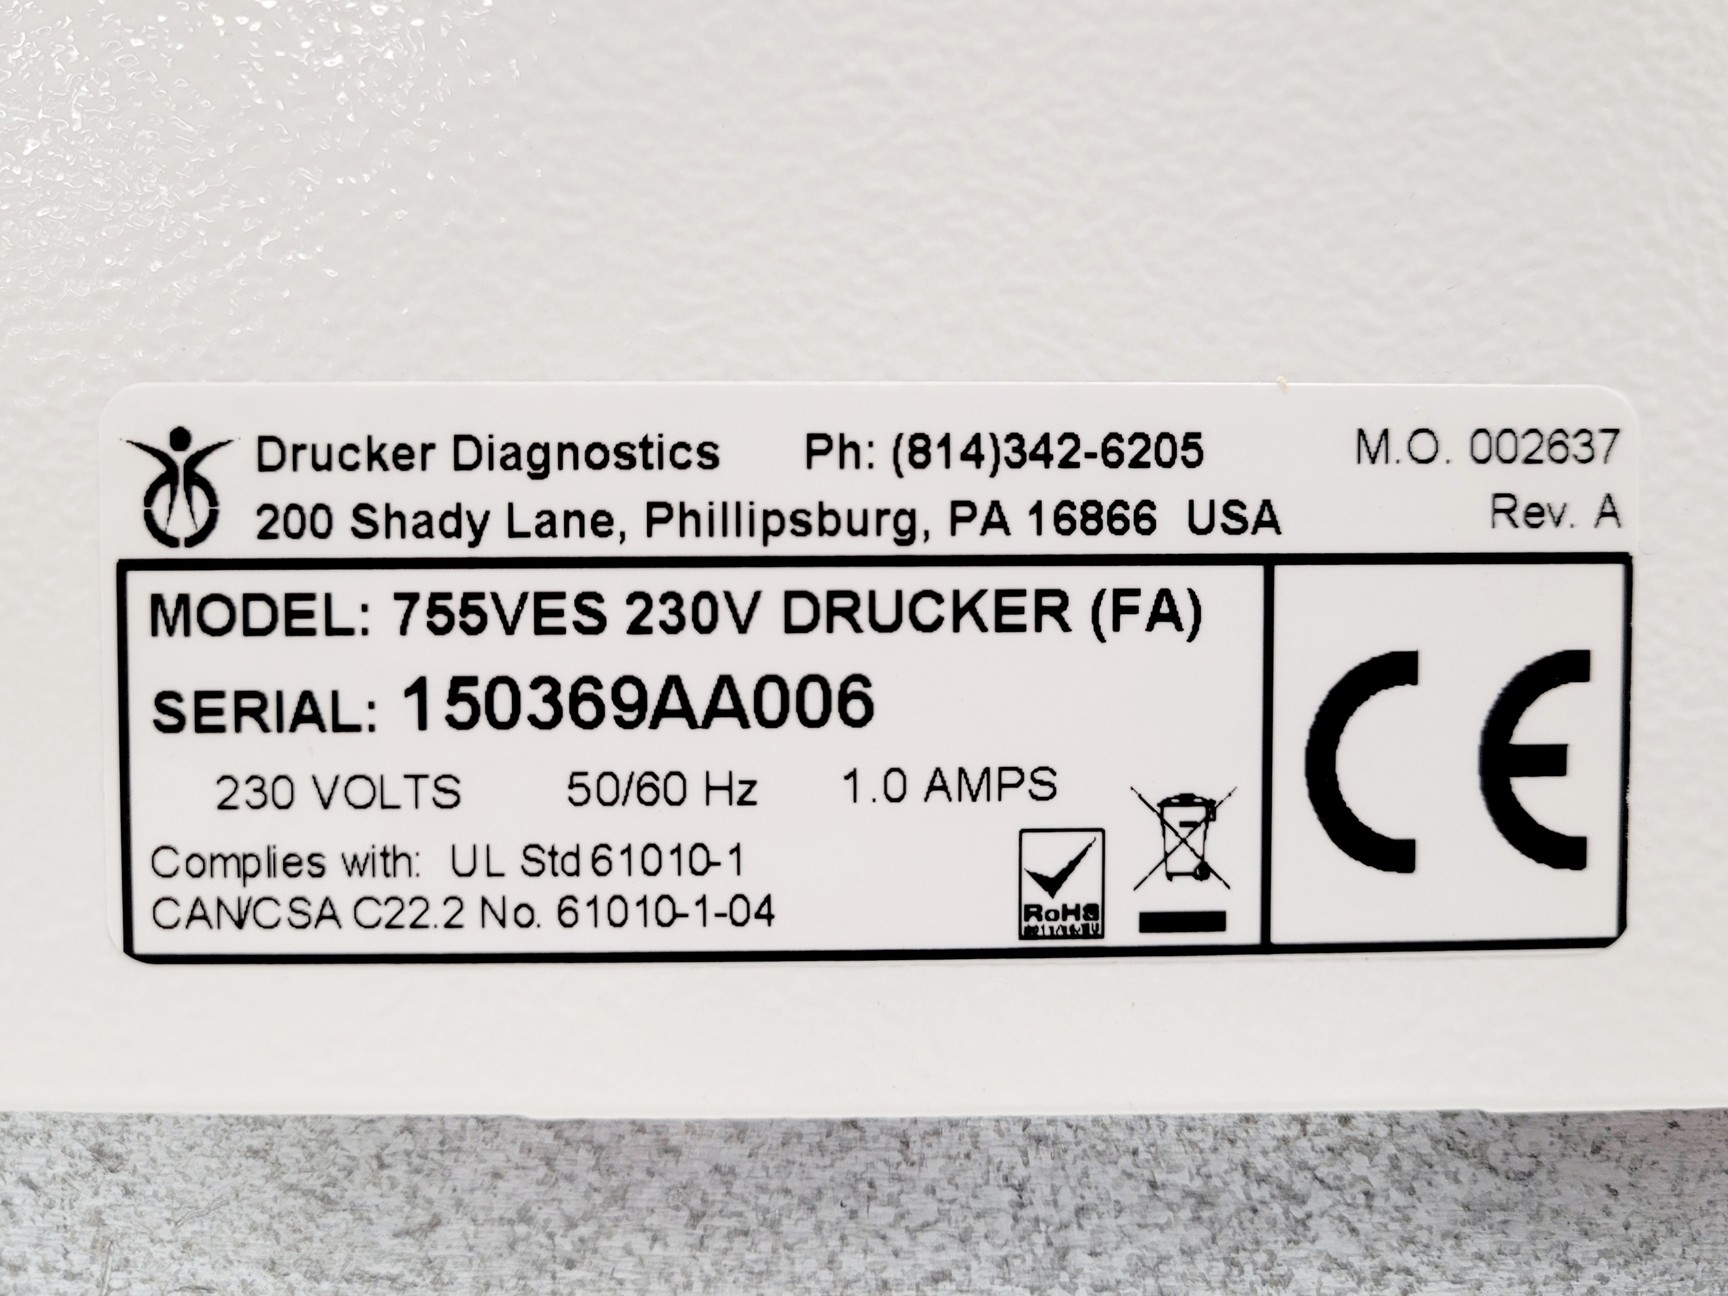 Drucker Diagnostics Ph: (814)342-6205 M.O. 002637
200 Shady Lane, Phillipsburg, PA 16866 USA Rev. A
MODEL: 755VES 230V DRUCKER (FA)
SERIAL: 150369AA006
230 VOLTS 50/60 Hz 1.0 AMPS
Complies with: UL Std 61010-1
CAN/CSA C22.2 No. 61010-1-04
RoHS
CE